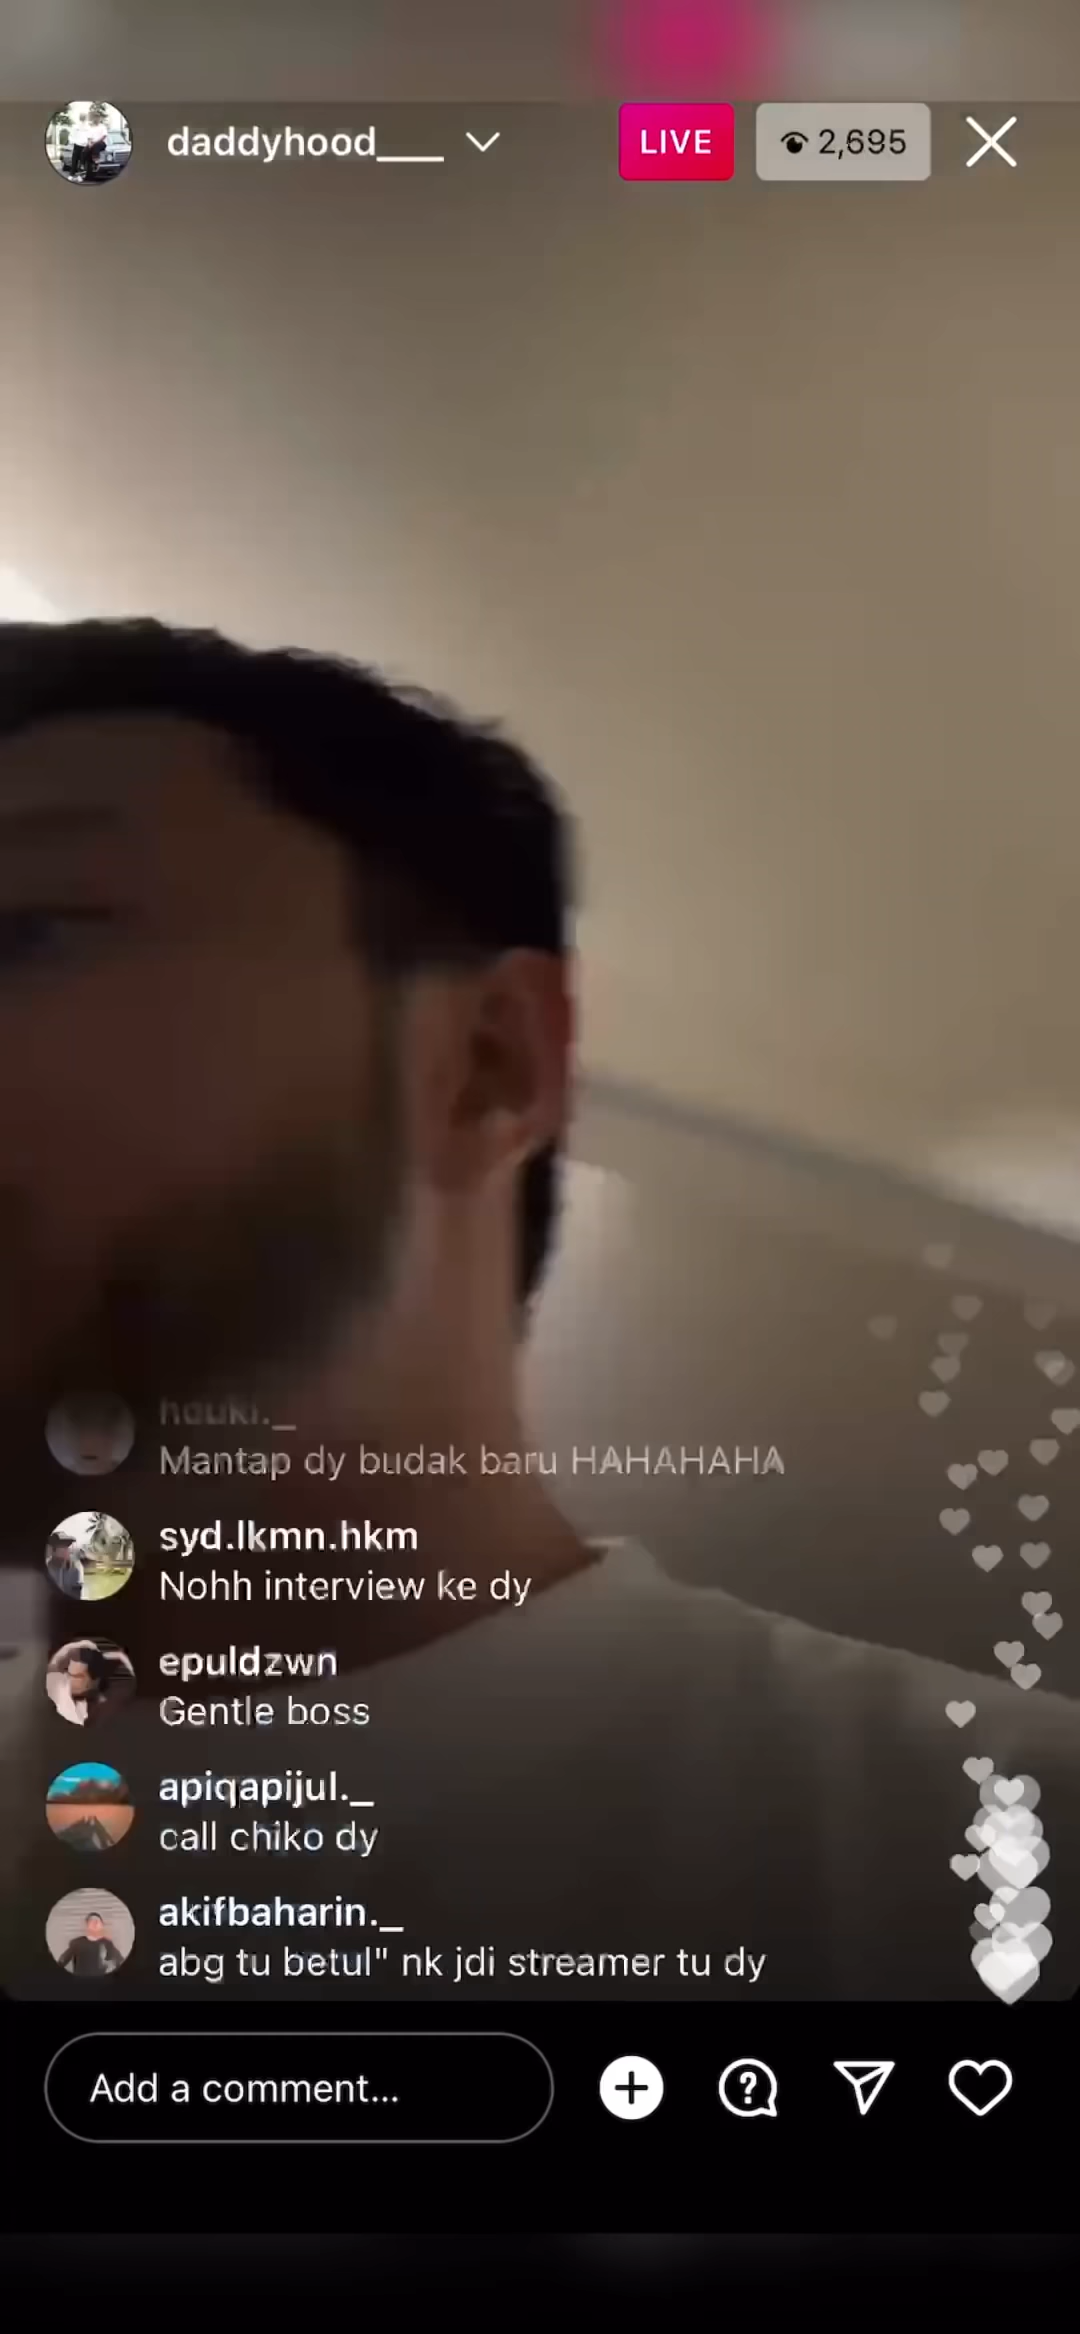 daddyhood___
LIVE
2,695
houki._
Mantap dy budak baru HAHAHAHA
syd.lkmn.hkm
Nohh interview ke dy
epuldzwn
Gentle boss
apiqapijul._
call chiko dy
akifbaharin._
abg tu betul" nk jdi streamer tu dy
Add a comment...